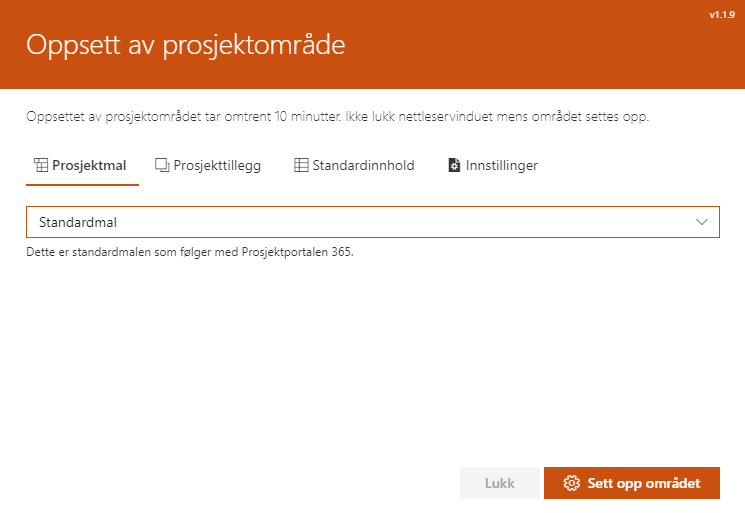 v1.1.9
Oppsett av prosjektområde
Oppsettet av prosjektområdet tar omtrent 10 minutter. Ikke lukk nettleservinduet mens området settes opp.
Prosjektmal Prosjekttillegg Standardinnhold Innstillinger
Standardmal
Dette er standardmalen som følger med Prosjektportalen 365.
Lukk Sett opp området